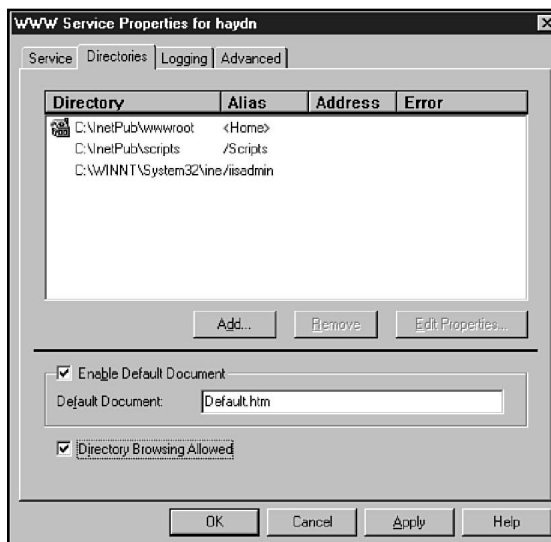 WWW Service Properties for haydn
Service Directories Logging Advanced
Directory Alias Address Error
C:\InetPub\wwwroot <Home>
C:\InetPub\scripts /Scripts
C:\WINNT\System32\ine /iisadmin
Add... Remove Edit Properties...
Enable Default Document
Default Document: Default.htm
Directory Browsing Allowed
OK Cancel Apply Help